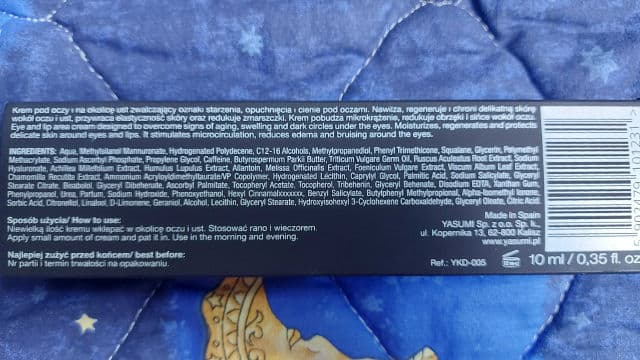 Krem pod oczy i na okolicę ust zwalczający oznaki starzenia, opuchnięcia i cienie pod oczami. Nawilża, regeneruje i chroni delikatną skórę
wokół oczu i ust, przywraca elastyczność skóry oraz redukuje zmarszczki. Krem pobudza mikrokrążenie, redukuje obrzęki i sińce wokół oczu.
Eye and lip area cream designed to overcome signs of aging, swelling and dark circles under the eyes. Moisturizes, regenerates and protects
delicate skin around eyes and lips. It stimulates microcirculation, reduces edema and bruising around the eyes.
INGREDIENTS: Aqua, Methylsilanol Mannuronate, Hydrogenated Polydecene, C12-16 Alcohols, Methylpropanediol, Phenyl Trimethicone, Squalane, Glycerin, Polymethyl
Methacrylate, Sodium Ascorbyl Phosphate, Propylene Glycol, Caffeine, Butyrospermum Parkii Butter, Triticum Vulgare Germ Oil, Ruscus Aculeatus Root Extract, Sodium
Hyaluronate, Achillea Millefolium Extract, Humulus Lupulus Extract, Allantoin, Melissa Officinalis Extract, Foeniculum Vulgare Extract, Viscum Album Leaf Extract,
Chamomilla Recutita Extract, Ammonium Acryloyldimethyltaurate/VP Copolymer, Hydrogenated Lecithin, Caprylyl Glycol, Palmitic Acid, Sodium Salicylate, Sodium
Citrate, Bisabolol, Glyceryl Dibehenate, Ascorbyl Palmitate, Tocopheryl Acetate, Tocopherol, Tribehenin, Glyceryl Behenate, Disodium EDTA, Xanthan Gum,
Phenylpropanol, Urea, Parfum, Sodium Hydroxide, Phenoxyethanol, Hexyl Benzyl Salicylate, Butylphenyl Methylpropional, Alpha-Isomethyl Ionone,
Sorbic Acid, Citronellol, Linalool, D-Limonene, Geraniol, Alcohol, Lecithin, Glyceryl Stearate, Hydroxyisohexyl 3-Cyclohexene Carboxaldehyde, Glyceryl Oleate, Citric Acid
Sposób użycia/ How to use:
Niewielką ilość kremu wklepać w okolicę oczu i ust. Stosować rano i wieczorem.
Apply small amount of cream and pat it in. Use in the morning and evening.
Najlepiej zużyć przed końcem/ best before:
Nr partii i termin trwałości na opakowaniu.
Made in Spain
YASUMI Sp. z o.o. Sp. k.,
ul. Kopernika 13, 62-800 Kalisz
www.yasumi.pl
Ref.: YKD-005
10 ml / 0,35 fl. oz